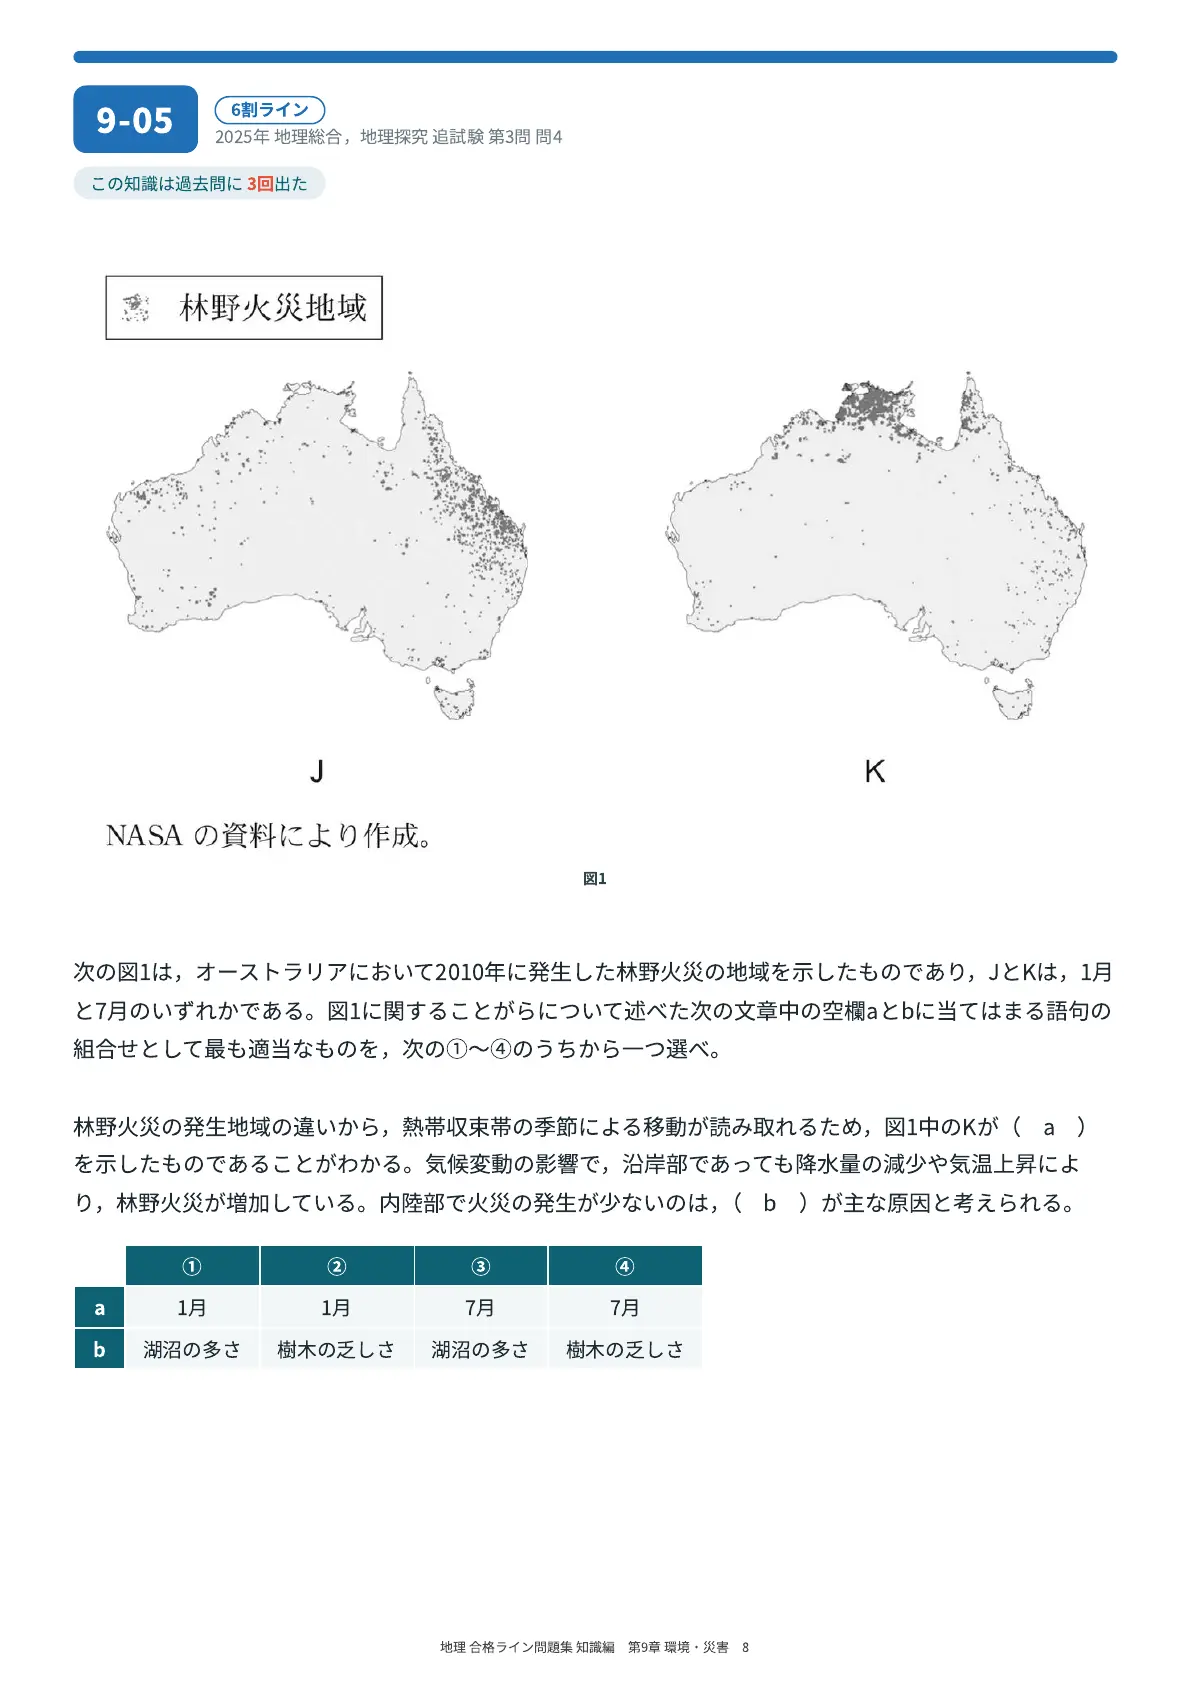 9-05
6割ライン
2025年 地理総合，地理探究 追試験 第3問 問4
この知識は過去問に 3回出た
林野火災地域
J
K
NASA の資料により作成。
図1
次の図1は，オーストラリアにおいて2010年に発生した林野火災の地域を示したものであり，JとKは，1月
と7月のいずれかである。図1に関することがらについて述べた次の文章中の空欄aとbに当てはまる語句の
組合せとして最も適当なものを，次の①～④のうちから一つ選べ。
林野火災の発生地域の違いから，熱帯収束帯の季節による移動が読み取れるため，図1中のKが（　a　）
を示したものであることがわかる。気候変動の影響で，沿岸部であっても降水量の減少や気温上昇によ
り，林野火災が増加している。内陸部で火災の発生が少ないのは，（　b　）が主な原因と考えられる。
① ② ③ ④
a 1月 1月 7月 7月
b 湖沼の多さ 樹木の乏しさ 湖沼の多さ 樹木の乏しさ
地理 合格ライン問題集 知識編　第9章 環境・災害　8